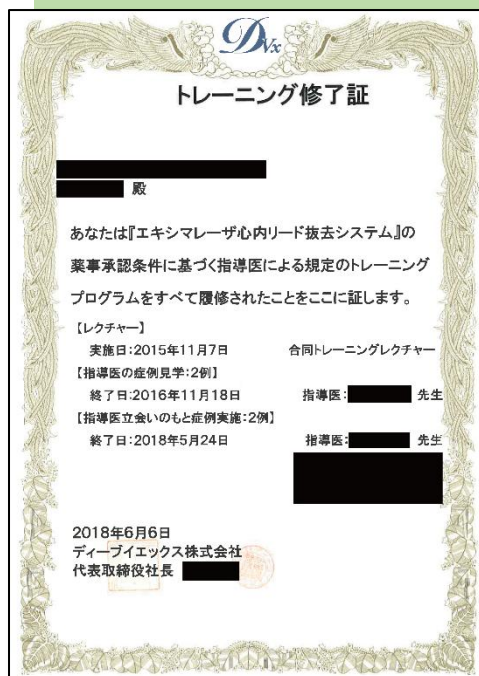 DVx
トレーニング修了証
殿
あなたは『エキシマレーザ心内リード抜去システム』の
薬事承認条件に基づく指導医による規定のトレーニング
プログラムをすべて履修されたことをここに証します。
【レクチャー】
実施日:2015年11月7日 合同トレーニングレクチャー
【指導医の症例見学:2例】
終了日:2016年11月18日 指導医: 先生
【指導医立会いのもと症例実施:2例】
終了日:2018年5月24日 指導医: 先生
2018年6月6日
ディーブイエックス株式会社
代表取締役社長